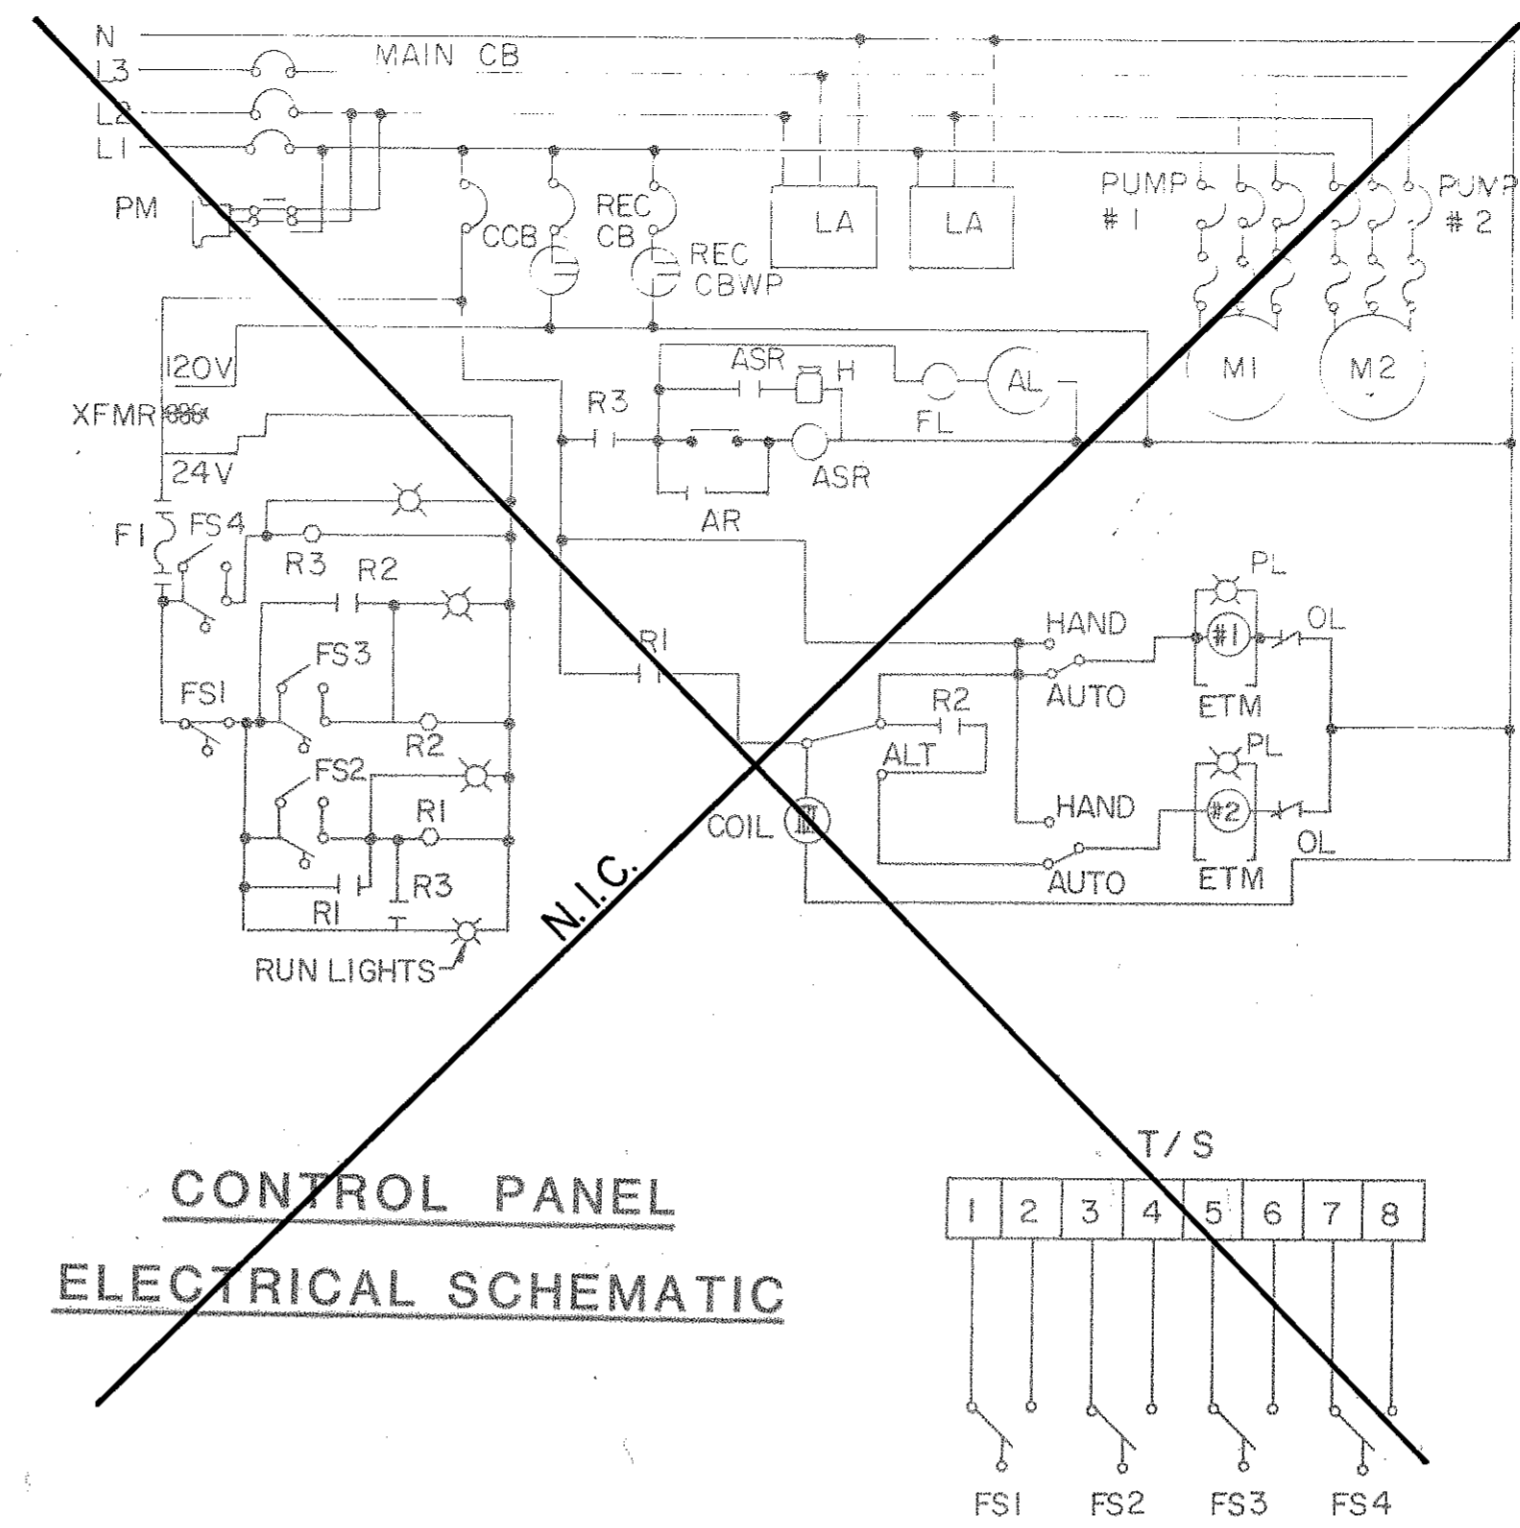 N
L3 MAIN CB
L2
L1
PM
CCB
REC CB
REC CBWP
LA LA
PUMP #1
PUMP #2
120V
XFMR
24V
ASR H
R3
FL
AL
M1 M2
ASR
AR
F1 FS4
R3
R2
FS3
FS1
R2
FS2
R1
R1
R3
RUN LIGHTS
R1
HAND
AUTO
PL
#1
OL
ETM
R2
ALT
COIL
HAND
AUTO
PL
#2
OL
ETM
N.I.C.
CONTROL PANEL
ELECTRICAL SCHEMATIC
T/S
1 2 3 4 5 6 7 8
FS1 FS2 FS3 FS4